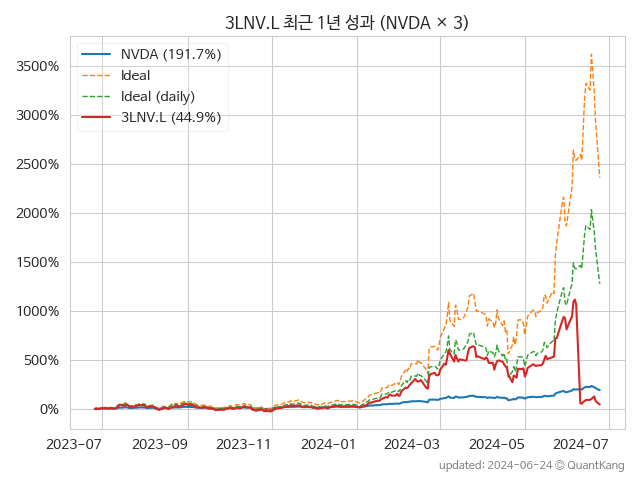 3LNV.L 최근 1년 성과 (NVDA × 3)
NVDA (191.7%)
Ideal
Ideal (daily)
3LNV.L (44.9%)
3500%
3000%
2500%
2000%
1500%
1000%
500%
0%
2023-07 2023-09 2023-11 2024-01 2024-03 2024-05 2024-07
updated: 2024-06-24 © QuantKang